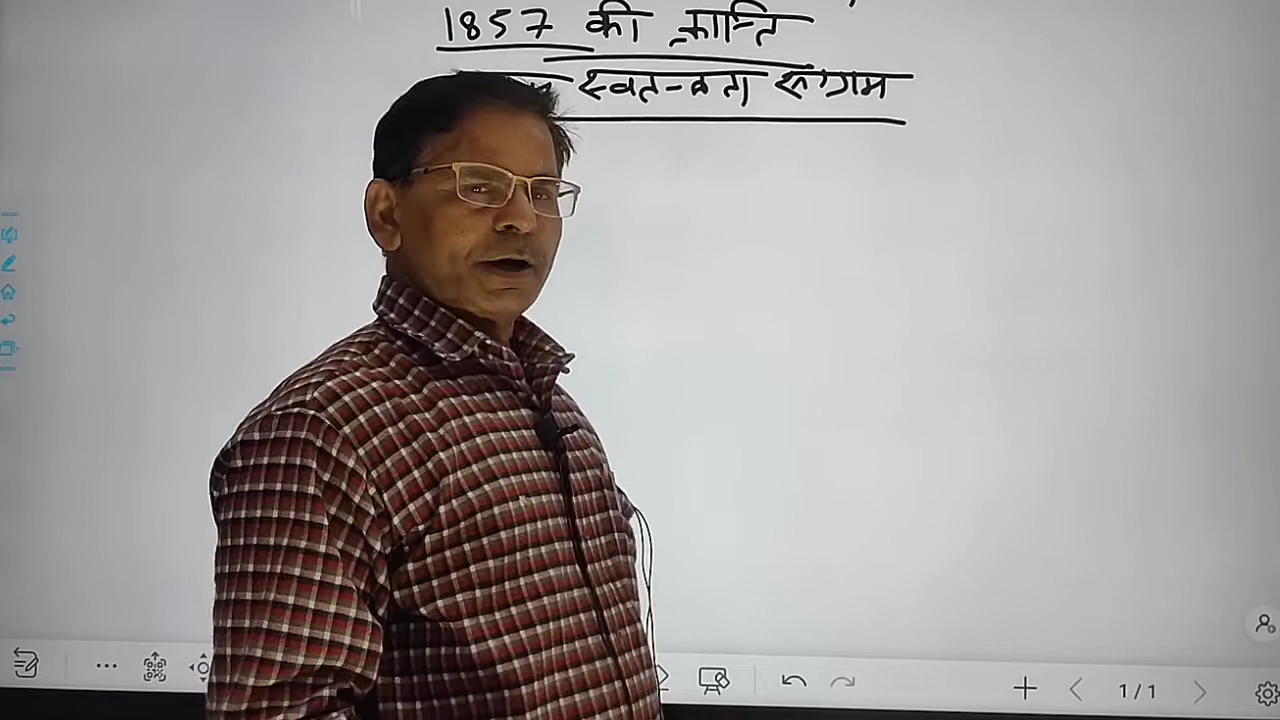 1857 की क्रान्ति
स्वतन्त्रता संग्राम
1/1